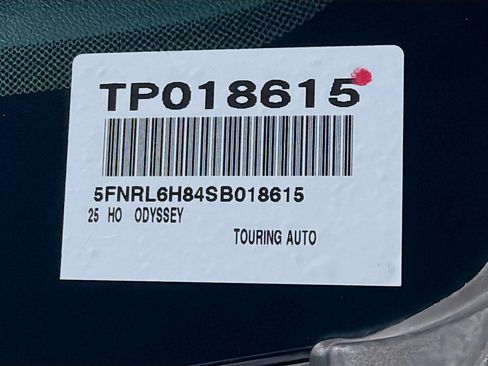 TP018615
5FNRL6H84SB018615
25 HO ODYSSEY
TOURING AUTO